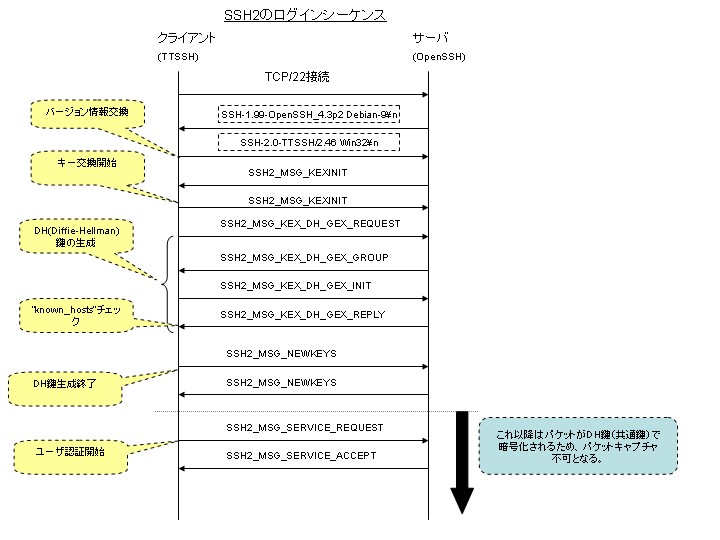 SSH2のログインシーケンス
クライアント
(TTSSH)
サーバ
(OpenSSH)
TCP/22接続
バージョン情報交換
SSH-1.99-OpenSSH_4.3p2 Debian-9¥n
SSH-2.0-TTSSH/2.46 Win32¥n
キー交換開始
SSH2_MSG_KEXINIT
SSH2_MSG_KEXINIT
DH(Diffie-Hellman)
鍵の生成
SSH2_MSG_KEX_DH_GEX_REQUEST
SSH2_MSG_KEX_DH_GEX_GROUP
SSH2_MSG_KEX_DH_GEX_INIT
"known_hosts"チェッ
ク
SSH2_MSG_KEX_DH_GEX_REPLY
SSH2_MSG_NEWKEYS
DH鍵生成終了
SSH2_MSG_NEWKEYS
ユーザ認証開始
SSH2_MSG_SERVICE_REQUEST
SSH2_MSG_SERVICE_ACCEPT
これ以降はパケットがDH鍵(共通鍵)で
暗号化されるため、パケットキャプチャ
不可となる。